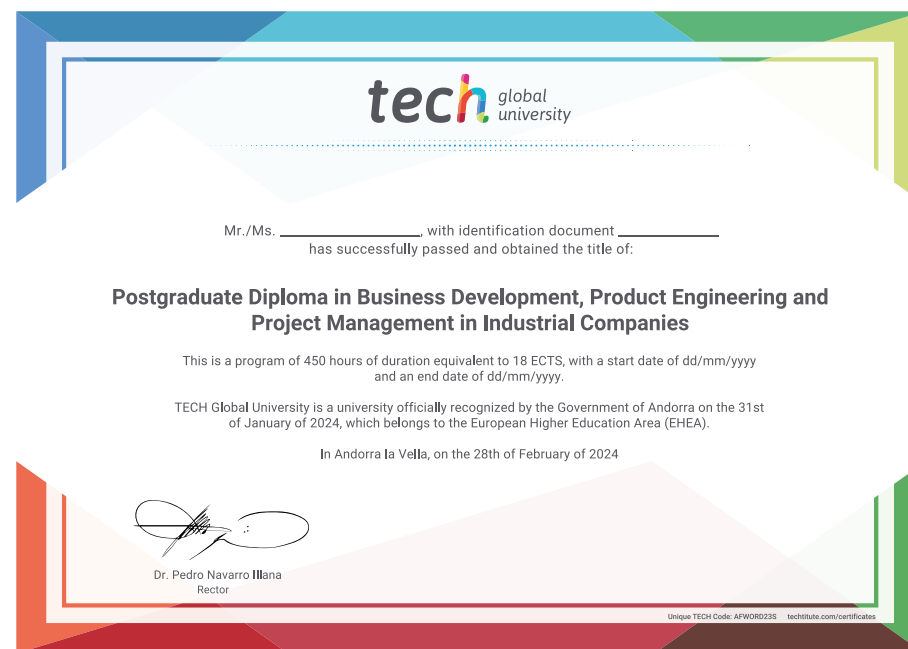 tech global university
Mr./Ms. ____________________, with identification document ______________
has successfully passed and obtained the title of:
Postgraduate Diploma in Business Development, Product Engineering and
Project Management in Industrial Companies
This is a program of 450 hours of duration equivalent to 18 ECTS, with a start date of dd/mm/yyyy
and an end date of dd/mm/yyyy.
TECH Global University is a university officially recognized by the Government of Andorra on the 31st
of January of 2024, which belongs to the European Higher Education Area (EHEA).
In Andorra la Vella, on the 28th of February of 2024
Dr. Pedro Navarro Illana
Rector
Unique TECH Code: AFWORD23S techtitute.com/certificates